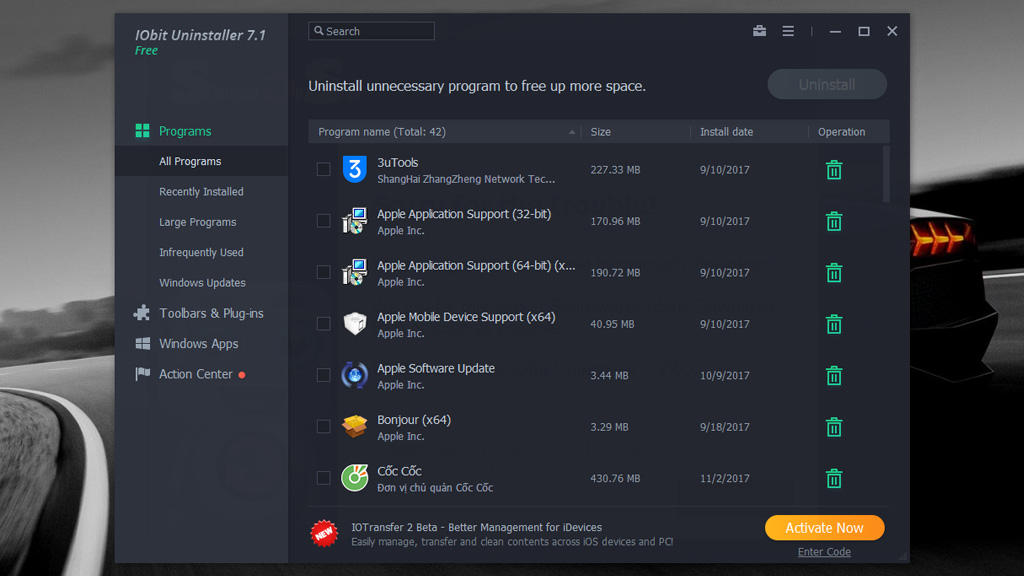 IObit Uninstaller 7.1
Free
Search
Uninstall unnecessary program to free up more space.
Uninstall
Programs
All Programs
Recently Installed
Large Programs
Infrequently Used
Windows Updates
Toolbars & Plug-ins
Windows Apps
Action Center
Program name (Total: 42) Size Install date Operation
3uTools
ShangHai ZhangZheng Network Tec...
227.33 MB 9/10/2017
Apple Application Support (32-bit)
Apple Inc.
170.96 MB 9/10/2017
Apple Application Support (64-bit) (x...
Apple Inc.
190.72 MB 9/10/2017
Apple Mobile Device Support (x64)
Apple Inc.
40.95 MB 9/10/2017
Apple Software Update
Apple Inc.
3.44 MB 10/9/2017
Bonjour (x64)
Apple Inc.
3.29 MB 9/18/2017
Cốc Cốc
Đơn vị chủ quản Cốc Cốc
430.76 MB 11/2/2017
NEW
IOTransfer 2 Beta - Better Management for iDevices
Easily manage, transfer and clean contents across iOS devices and PC!
Activate Now
Enter Code